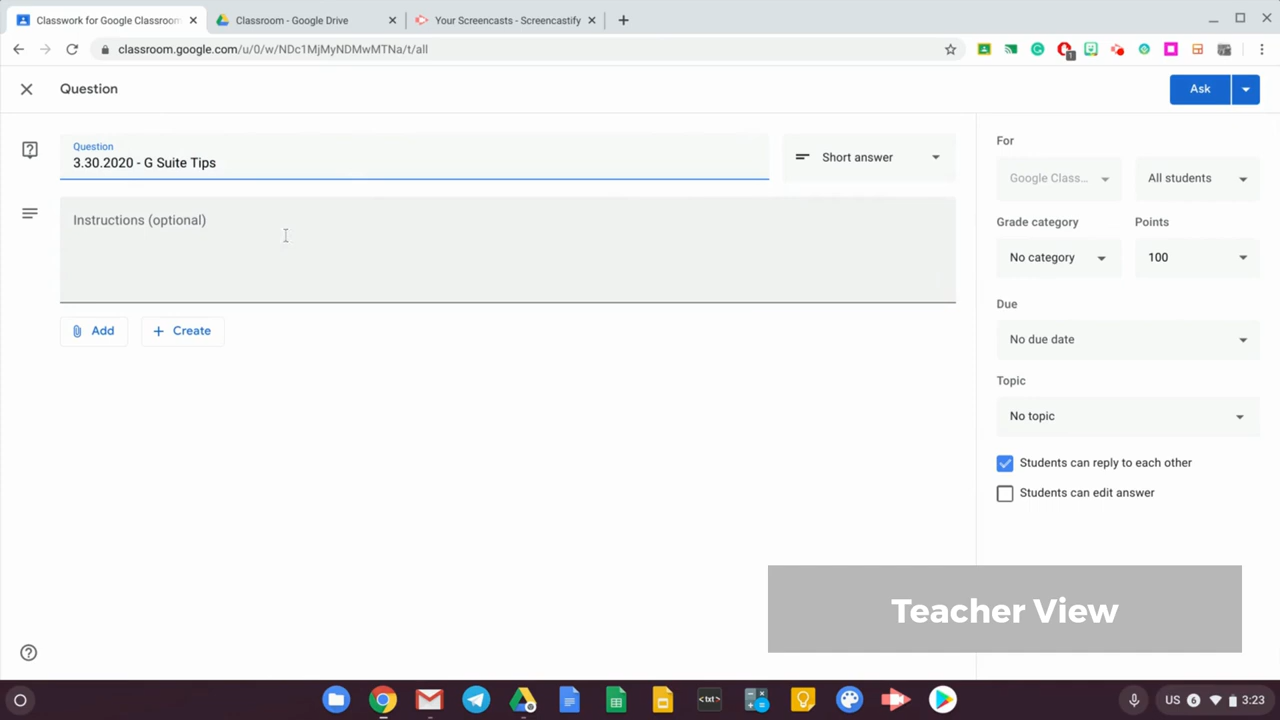 Classwork for Google Classroom
Classroom - Google Drive
Your Screencasts - Screencastify
classroom.google.com/u/0/w/NDc1MjMyNDMwMTNa/t/all
1
Question
Ask
Question
3.30.2020 - G Suite Tips
Short answer
Instructions (optional)
Add
Create
For
Google Class...
All students
Grade category
Points
No category
100
Due
No due date
Topic
No topic
Students can reply to each other
Students can edit answer
Teacher View
<txt>
US
6
3:23